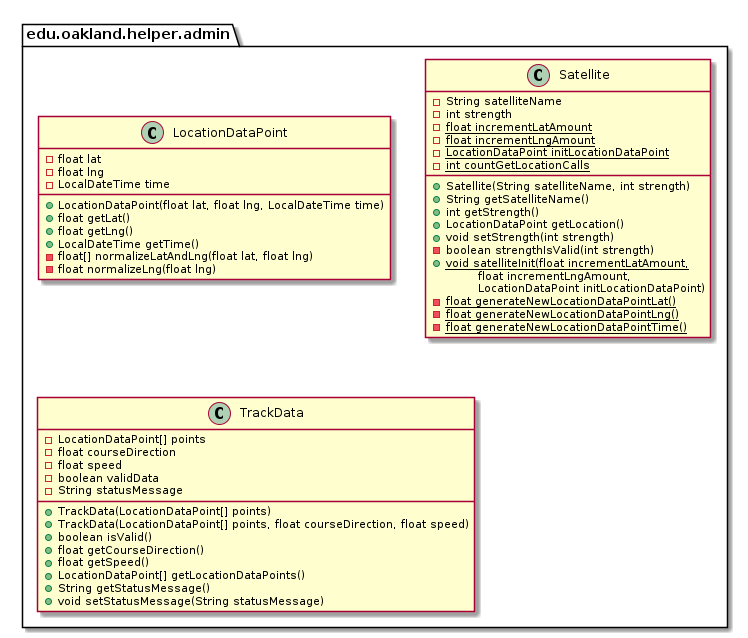 edu.oakland.helper.admin
C LocationDataPoint
float lat
float lng
LocalDateTime time
LocationDataPoint(float lat, float lng, LocalDateTime time)
float getLat()
float getLng()
LocalDateTime getTime()
float[] normalizeLatAndLng(float lat, float lng)
float normalizeLng(float lng)
C Satellite
String satelliteName
int strength
float incrementLatAmount
float incrementLngAmount
LocationDataPoint initLocationDataPoint
int countGetLocationCalls
Satellite(String satelliteName, int strength)
String getSatelliteName()
int getStrength()
LocationDataPoint getLocation()
void setStrength(int strength)
boolean strengthIsValid(int strength)
void satelliteInit(float incrementLatAmount,
float incrementLngAmount,
LocationDataPoint initLocationDataPoint)
float generateNewLocationDataPointLat()
float generateNewLocationDataPointLng()
float generateNewLocationDataPointTime()
C TrackData
LocationDataPoint[] points
float courseDirection
float speed
boolean validData
String statusMessage
TrackData(LocationDataPoint[] points)
TrackData(LocationDataPoint[] points, float courseDirection, float speed)
boolean isValid()
float getCourseDirection()
float getSpeed()
LocationDataPoint[] getLocationDataPoints()
String getStatusMessage()
void setStatusMessage(String statusMessage)